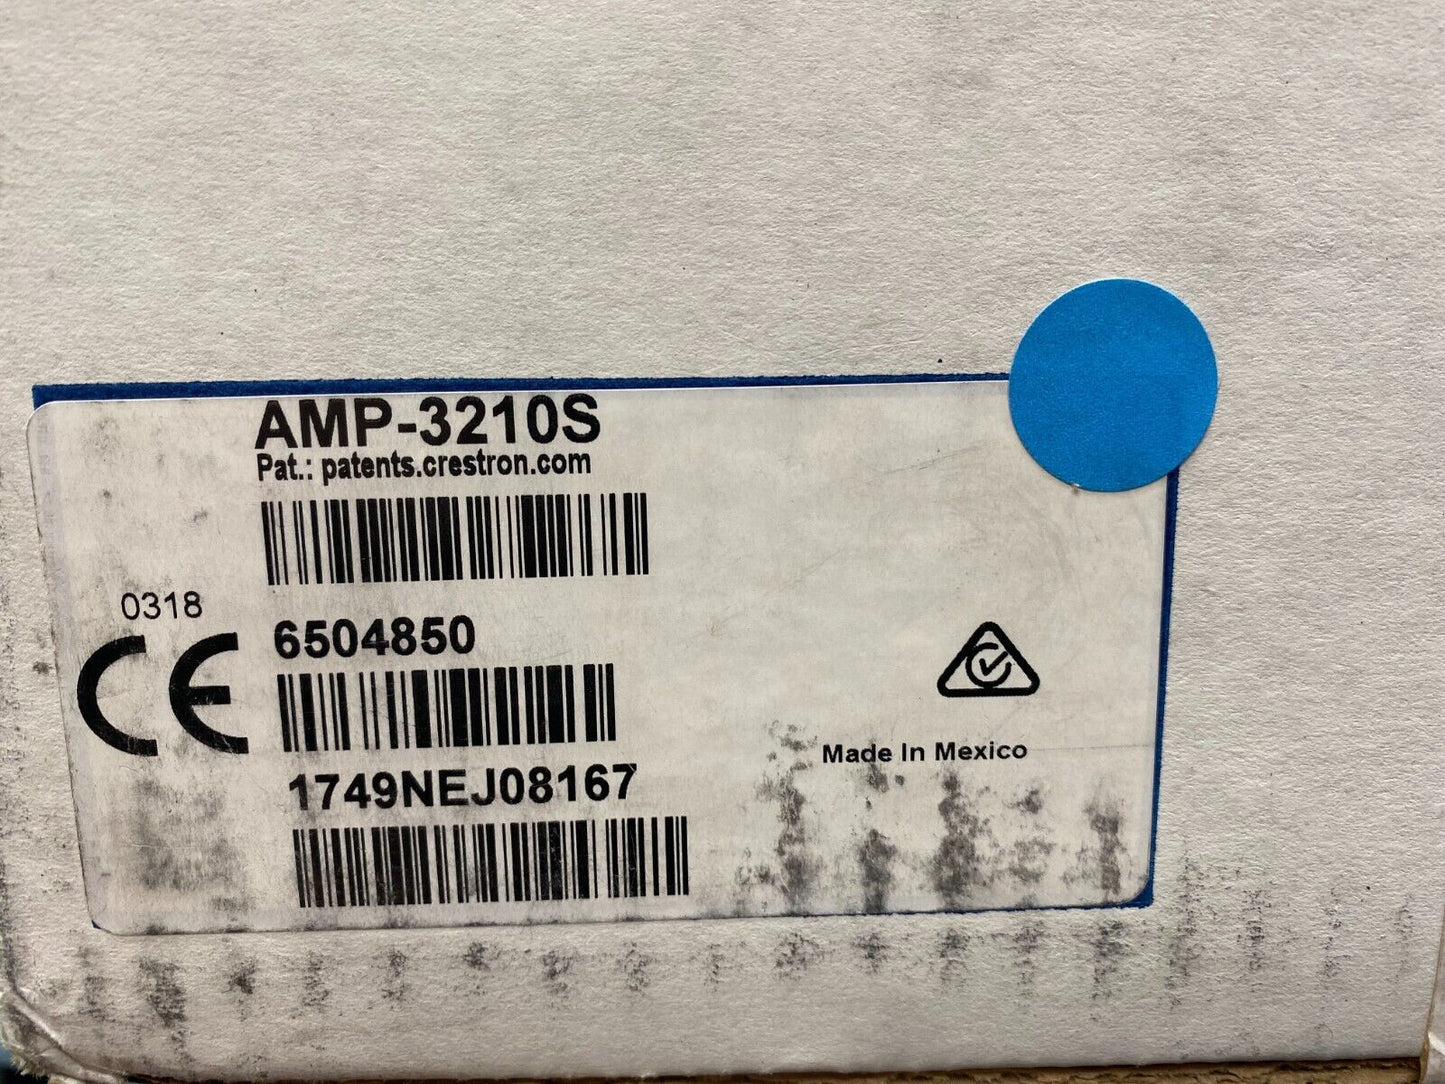 AMP-3210S
Pat.: patents.crestron.com
0318
CE
6504850
1749NEJ08167
Made In Mexico